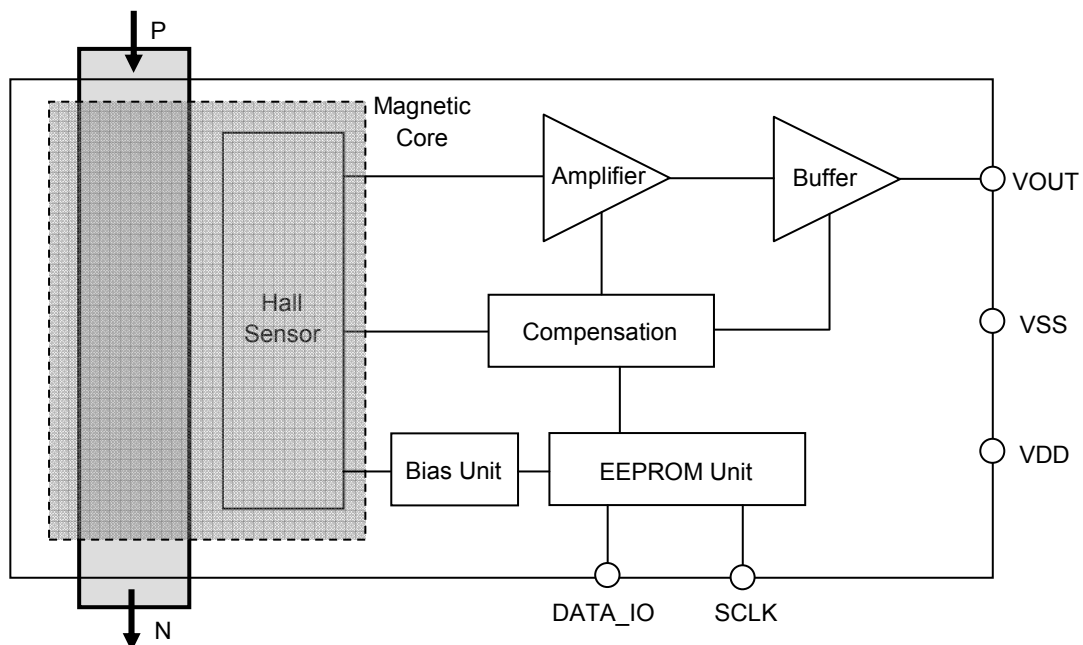 P
Magnetic
Core
Amplifier
Buffer
VOUT
Hall
Sensor
Compensation
VSS
Bias Unit
EEPROM Unit
VDD
DATA_IO
SCLK
N